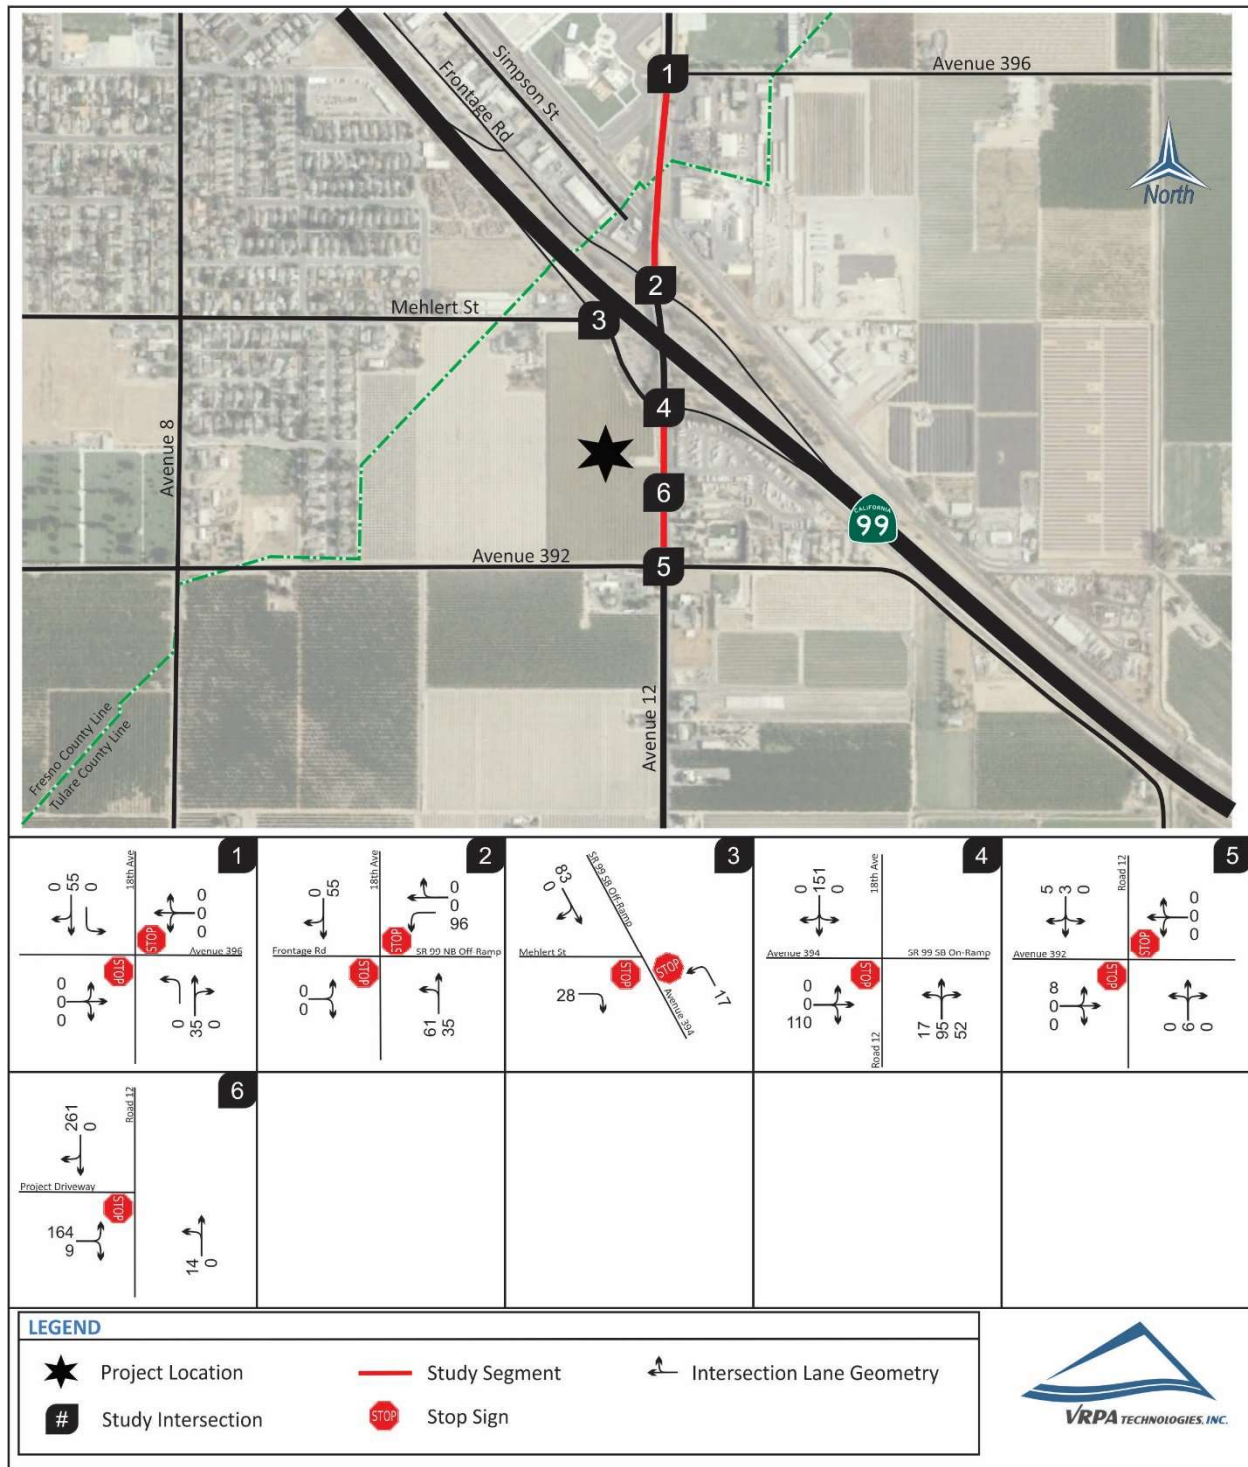 1
Avenue 396
Simpson St
Frontage Rd
North
2
Mehlert St
3
4
Avenue 8
6
CALIFORNIA
99
Avenue 392
5
Avenue 12
Fresno County Line
Tulare County Line
1
18th Ave
0 55 0
0
0
0
STOP
Avenue 396
STOP
0
0
0
0 35 0
2
18th Ave
0 55
0
0
96
STOP
Frontage Rd
SR 99 NB Off-Ramp
STOP
0
0
61 35
3
SR 99 SB Off-Ramp
83
0
Mehlert St
STOP
STOP
28
17
Avenue 394
4
18th Ave
0 151 0
Avenue 394
SR 99 SB On-Ramp
STOP
0
0
110
17 95 52
Road 12
5
Road 12
5 3 0
0
0
0
STOP
Avenue 392
STOP
8
0
0
0 6 0
6
Road 12
261 0
Project Driveway
STOP
164
9
14 0
LEGEND
Project Location
Study Segment
Intersection Lane Geometry
# Study Intersection
STOP Stop Sign
VRPA TECHNOLOGIES, INC.